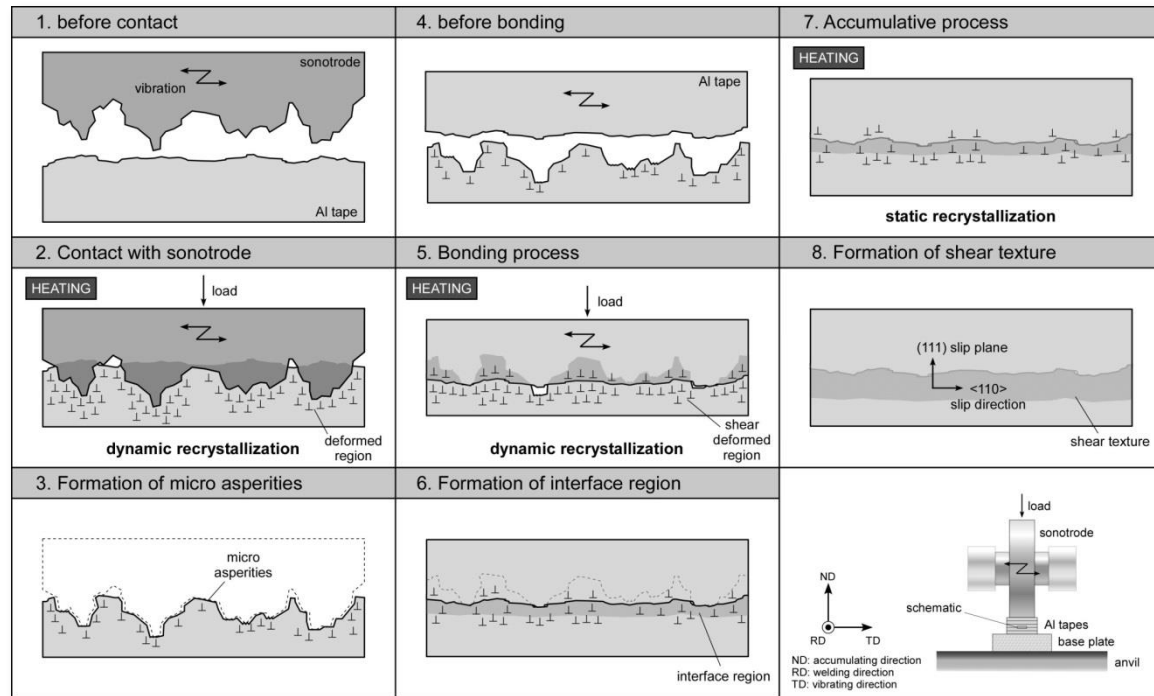 1. before contact
sonotrode
vibration
Al tape
2. Contact with sonotrode
HEATING
load
deformed
region
dynamic recrystallization
3. Formation of micro asperities
micro
asperities
4. before bonding
Al tape
5. Bonding process
HEATING
load
shear
deformed
region
dynamic recrystallization
6. Formation of interface region
interface region
7. Accumulative process
HEATING
static recrystallization
8. Formation of shear texture
(111) slip plane
<110>
slip direction
shear texture
load
sonotrode
ND
schematic
Al tapes
RD
TD
base plate
ND: accumulating direction
RD: welding direction
TD: vibrating direction
anvil